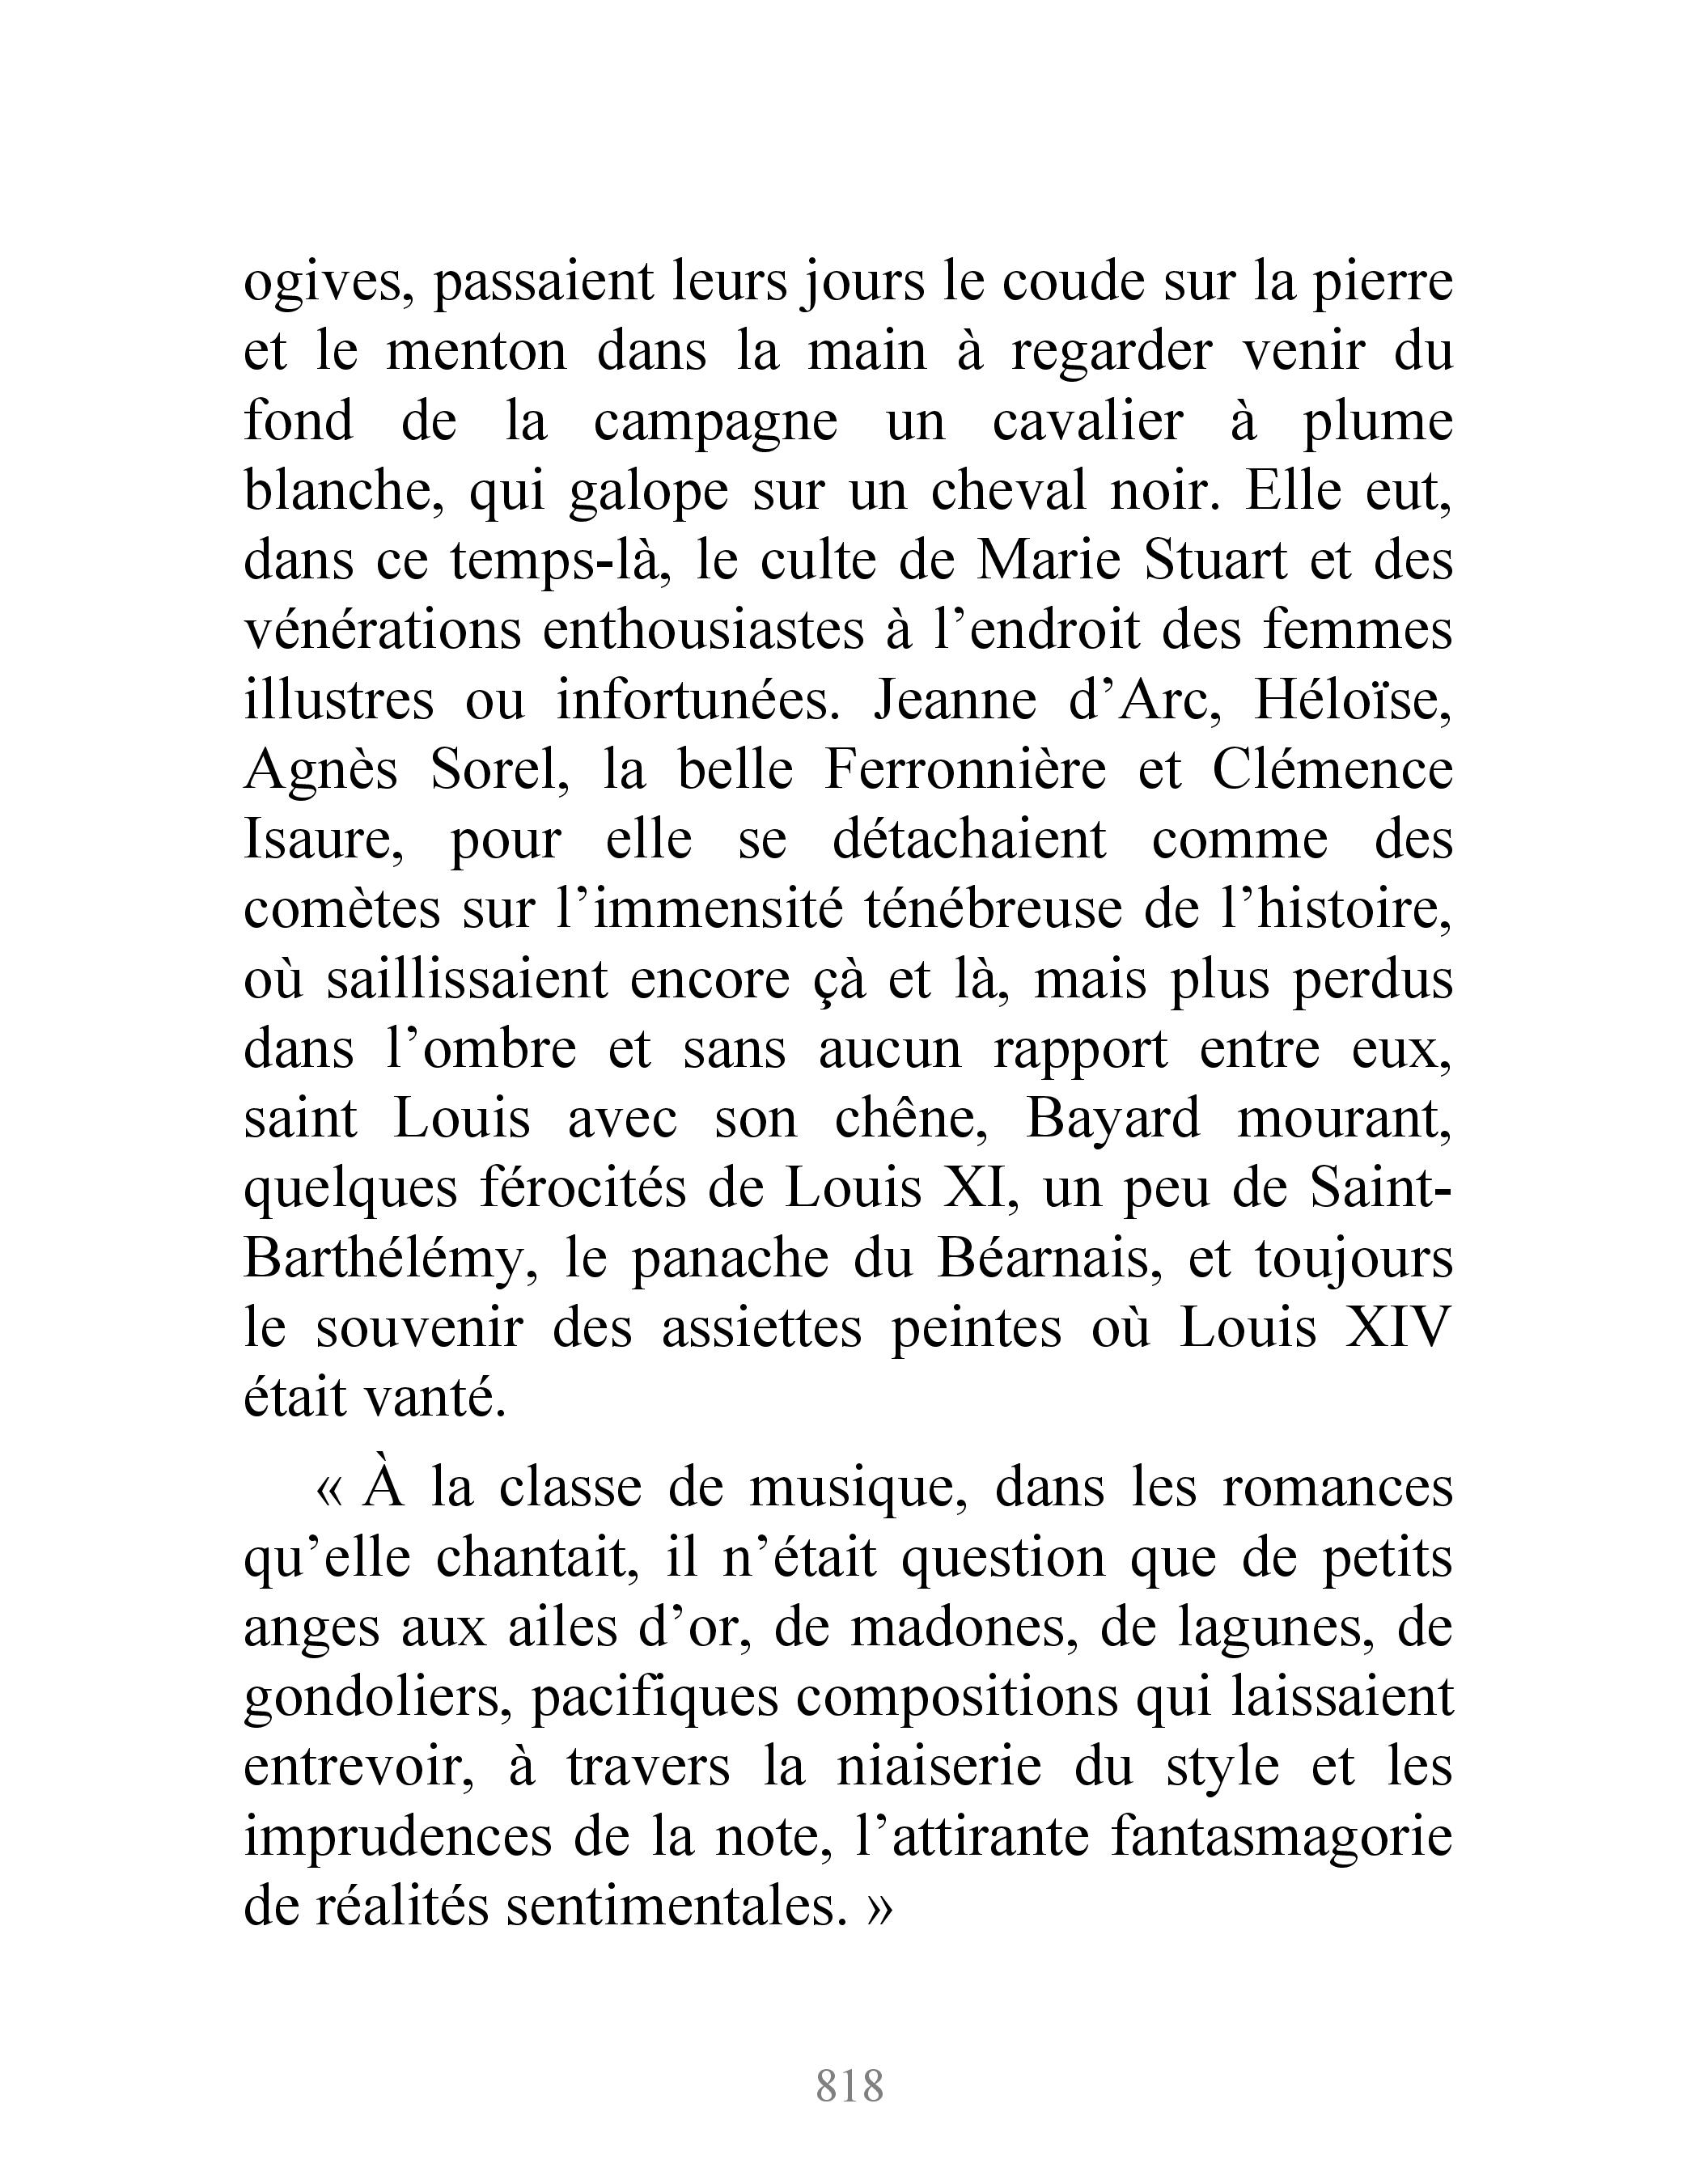 ogives, passaient leurs jours le coude sur la pierre
et le menton dans la main à regarder venir du
fond de la campagne un cavalier à plume
blanche, qui galope sur un cheval noir. Elle eut,
dans ce temps-là, le culte de Marie Stuart et des
vénérations enthousiastes à l’endroit des femmes
illustres ou infortunées. Jeanne d’Arc, Héloïse,
Agnès Sorel, la belle Ferronnière et Clémence
Isaure, pour elle se détachaient comme des
comètes sur l’immensité ténébreuse de l’histoire,
où saillissaient encore çà et là, mais plus perdus
dans l’ombre et sans aucun rapport entre eux,
saint Louis avec son chêne, Bayard mourant,
quelques férocités de Louis XI, un peu de Saint-
Barthélémy, le panache du Béarnais, et toujours
le souvenir des assiettes peintes où Louis XIV
était vanté.
« À la classe de musique, dans les romances
qu’elle chantait, il n’était question que de petits
anges aux ailes d’or, de madones, de lagunes, de
gondoliers, pacifiques compositions qui laissaient
entrevoir, à travers la niaiserie du style et les
imprudences de la note, l’attirante fantasmagorie
de réalités sentimentales. »
818